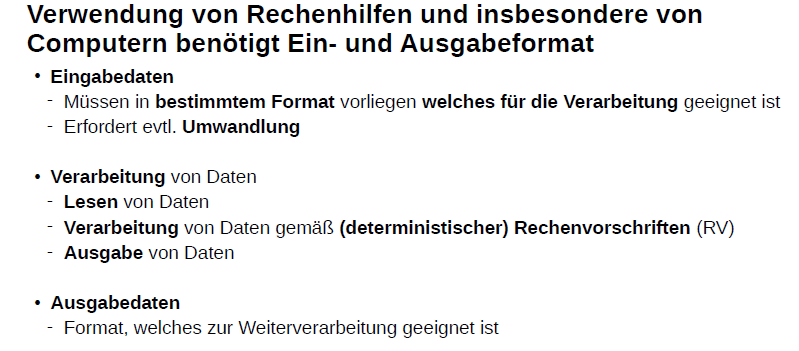 Verwendung von Rechenhilfen und insbesondere von
Computern benötigt Ein- und Ausgabeformat
• Eingabedaten
- Müssen in bestimmtem Format vorliegen welches für die Verarbeitung geeignet ist
- Erfordert evtl. Umwandlung
• Verarbeitung von Daten
- Lesen von Daten
- Verarbeitung von Daten gemäß (deterministischer) Rechenvorschriften (RV)
- Ausgabe von Daten
• Ausgabedaten
- Format, welches zur Weiterverarbeitung geeignet ist